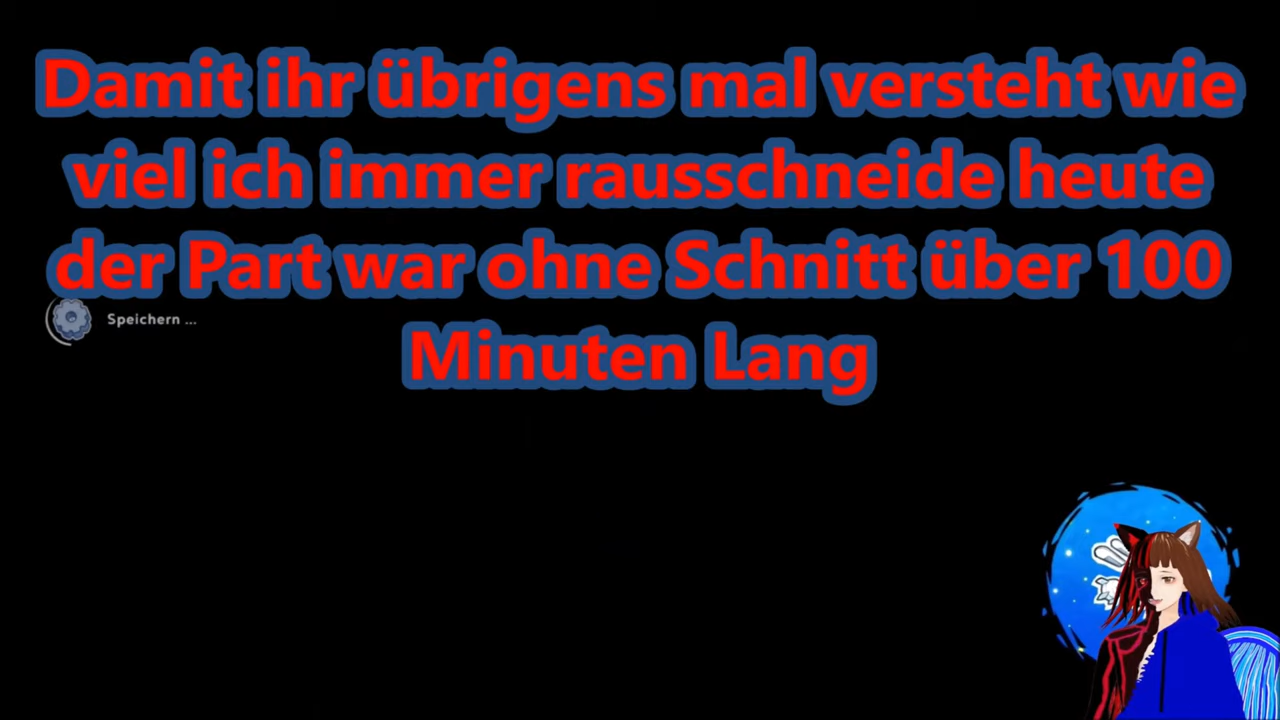 Damit ihr übrigens mal versteht wie
viel ich immer rausschneide heute
der Part war ohne Schnitt über 100
Speichern ...
Minuten Lang